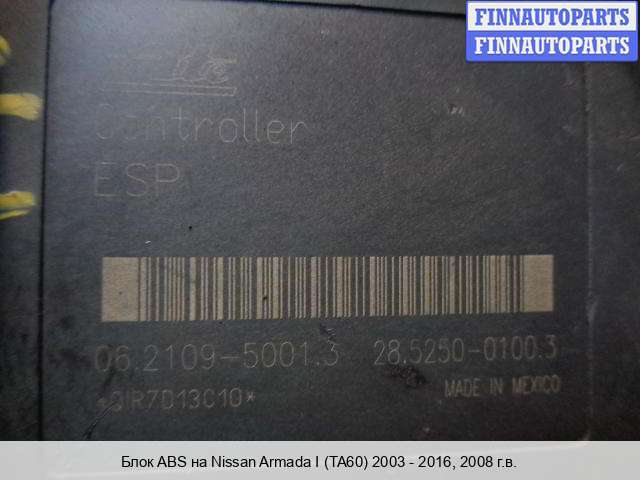 FINNAUTOPARTS
FINNAUTOPARTS
Controller
ESP
06.2109-5001.3 28.5250-0100.3
MADE IN MEXICO
Блок ABS на Nissan Armada I (TA60) 2003 - 2016, 2008 г.в.